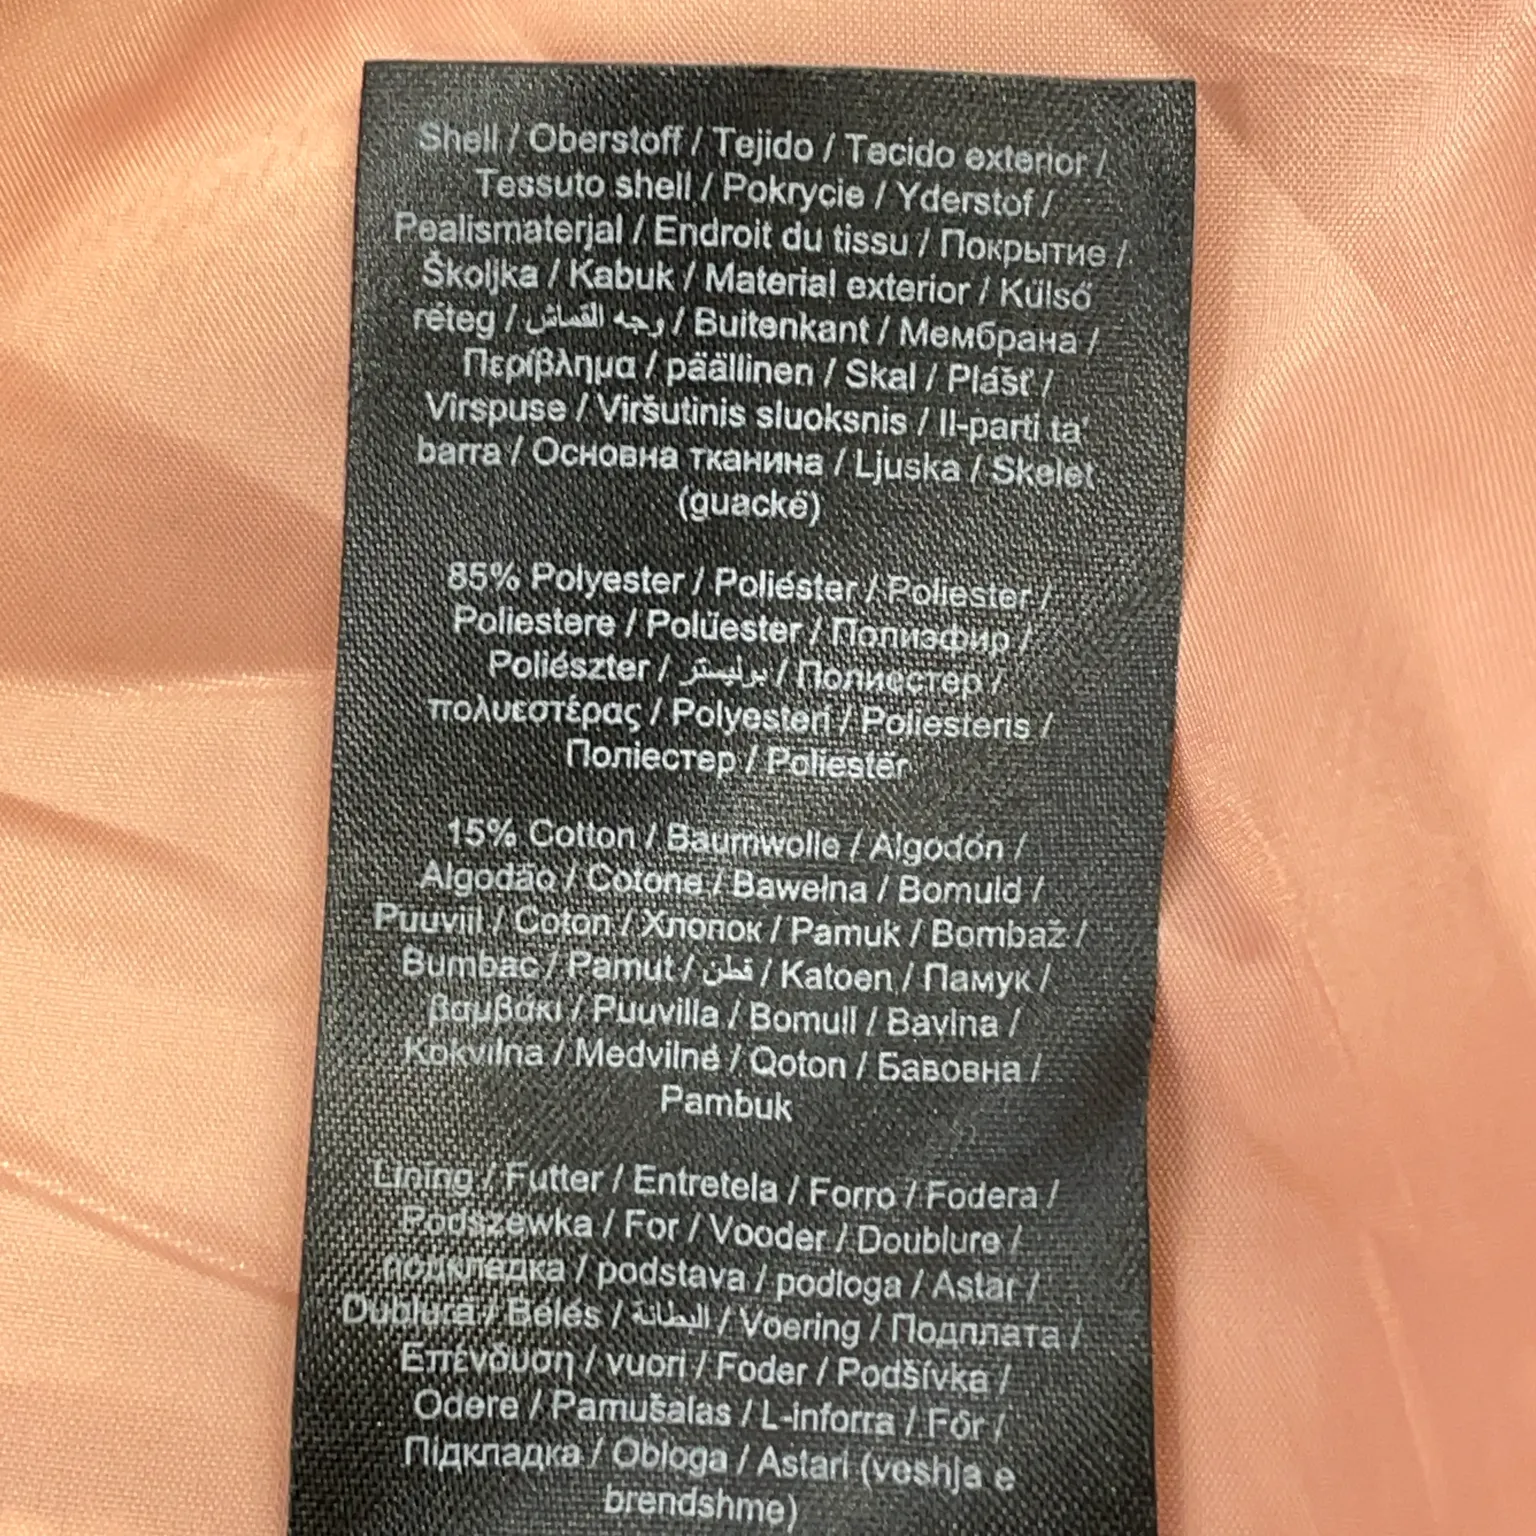 Shell / Oberstoff / Tejido / Tecido exterior /
Tessuto shell / Pokrycie / Yderstof /
Pealismaterjal / Endroit du tissu / Покрытие /
Školjka / Kabuk / Material exterior / Külső
réteg / وجه القماش / Buitenkant / Мембрана /
Περίβλημα / päällinen / Skal / Plášť /
Virspuse / Viršutinis sluoksnis / Il-parti ta'
barra / Основна тканина / Ljuska / Skelet
(guackë)
85% Polyester / Poliéster / Poliester /
Poliestere / Polüester / Полиэфир /
Poliészter / بوليستر / Полиестер /
πολυεστέρας / Polyesteri / Poliesteris /
Поліестер / Poliestër
15% Cotton / Baumwolle / Algodón /
Algodão / Cotone / Bawełna / Bomuld /
Puuvill / Coton / Хлопок / Pamuk / Bombaž /
Bumbac / Pamut / قطن / Katoen / Памук /
βαμβάκι / Puuvilla / Bomull / Bavlna /
Kokvilna / Medvilnė / Qoton / Бавовна /
Pambuk
Lining / Futter / Entretela / Forro / Fodera /
Podszewka / For / Vooder / Doublure /
подкладка / podstava / podloga / Astar /
Dublură / Bélés / البطانة / Voering / Подплата /
Επένδυση / vuori / Foder / Podšívka /
Odere / Pamušalas / L-inforra / Fór /
Підкладка / Obloga / Astari (veshja e
brendshme)